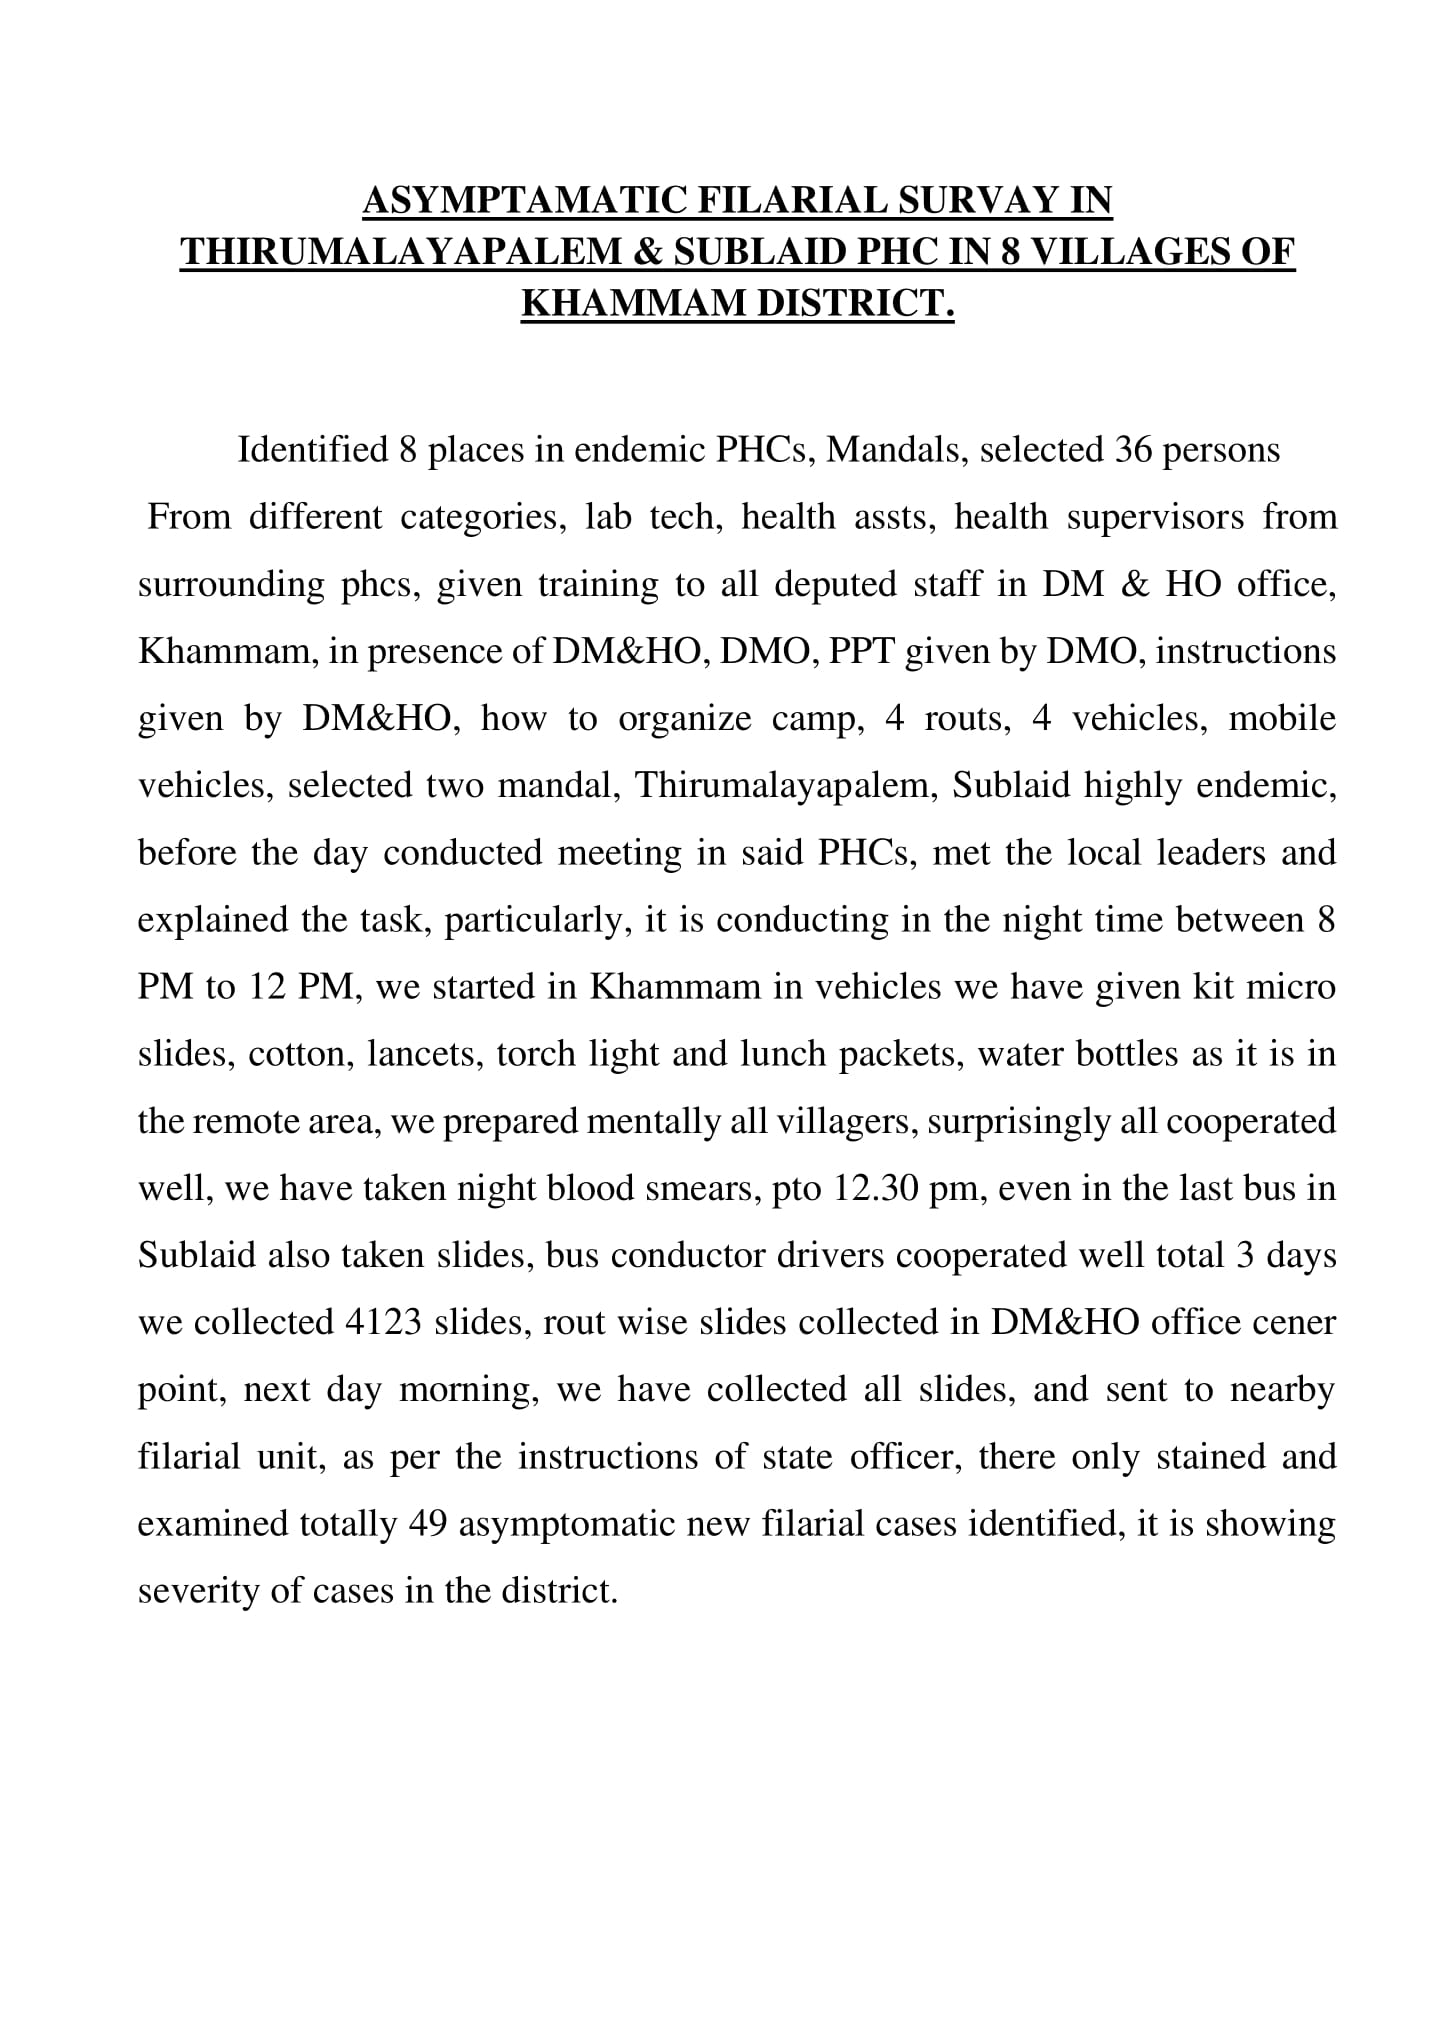 ASYMPTAMATIC FILARIAL SURVAY IN
THIRUMALAYAPALEM & SUBLAID PHC IN 8 VILLAGES OF
KHAMMAM DISTRICT.
Identified 8 places in endemic PHCs, Mandals, selected 36 persons
From different categories, lab tech, health assts, health supervisors from
surrounding phcs, given training to all deputed staff in DM & HO office,
Khammam, in presence of DM&HO, DMO, PPT given by DMO, instructions
given by DM&HO, how to organize camp, 4 routs, 4 vehicles, mobile
vehicles, selected two mandal, Thirumalayapalem, Sublaid highly endemic,
before the day conducted meeting in said PHCs, met the local leaders and
explained the task, particularly, it is conducting in the night time between 8
PM to 12 PM, we started in Khammam in vehicles we have given kit micro
slides, cotton, lancets, torch light and lunch packets, water bottles as it is in
the remote area, we prepared mentally all villagers, surprisingly all cooperated
well, we have taken night blood smears, pto 12.30 pm, even in the last bus in
Sublaid also taken slides, bus conductor drivers cooperated well total 3 days
we collected 4123 slides, rout wise slides collected in DM&HO office cener
point, next day morning, we have collected all slides, and sent to nearby
filarial unit, as per the instructions of state officer, there only stained and
examined totally 49 asymptomatic new filarial cases identified, it is showing
severity of cases in the district.